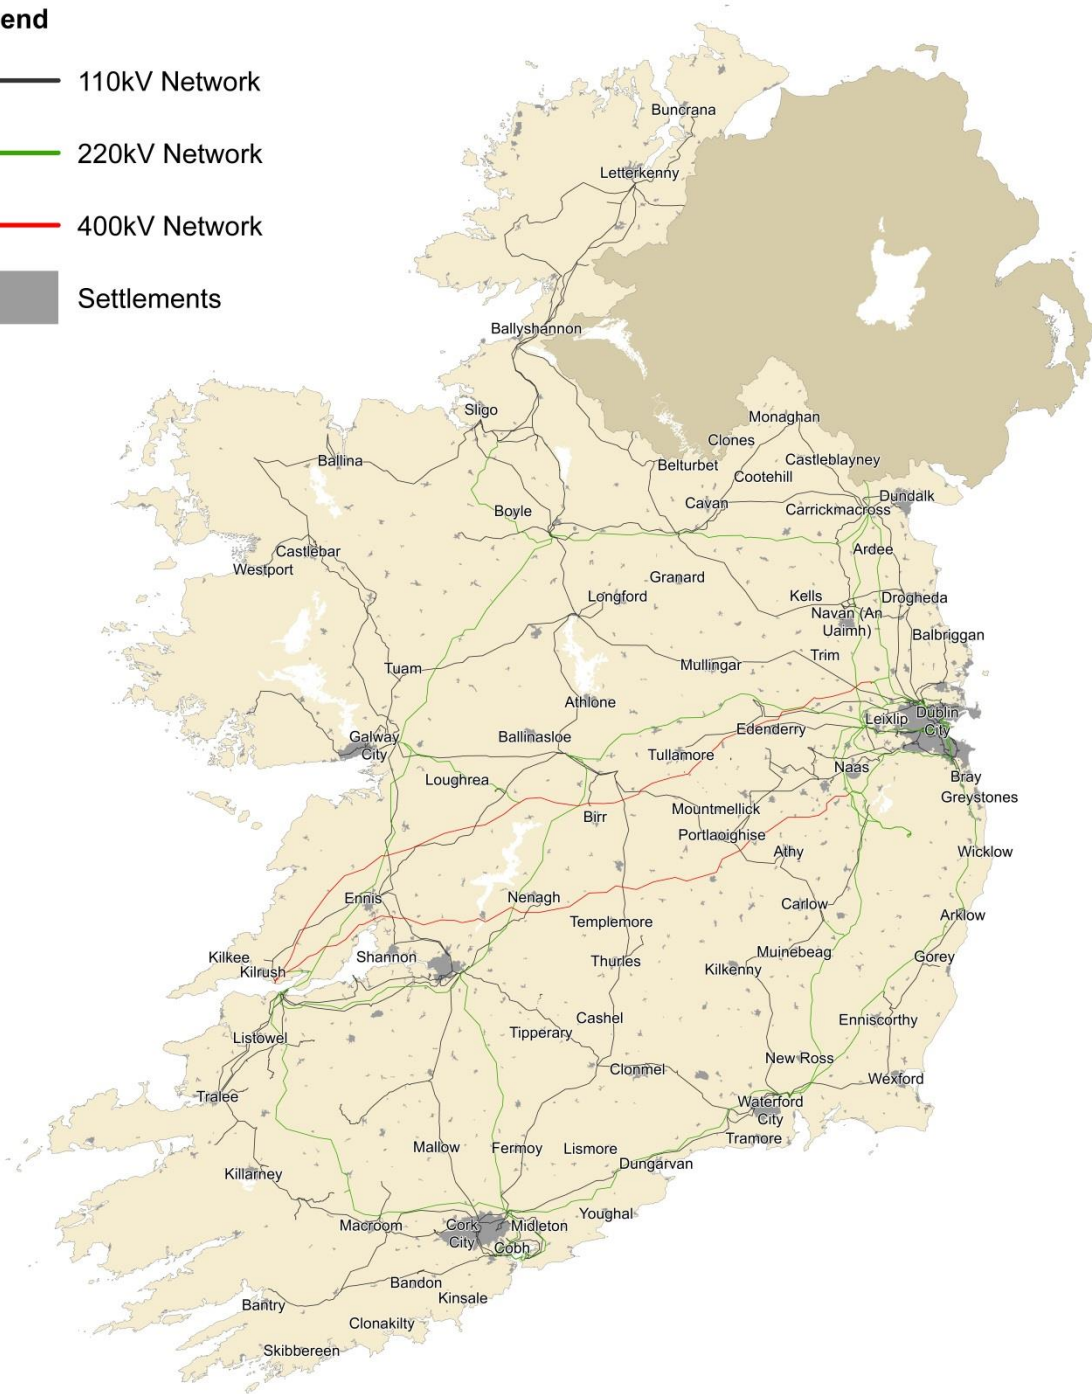 end
110kV Network
220kV Network
400kV Network
Settlements
Buncrana
Letterkenny
Ballyshannon
Sligo
Monaghan
Clones
Belturbet
Castleblayney
Cootehill
Ballina
Cavan
Dundalk
Carrickmacross
Boyle
Castlebar
Westport
Ardee
Granard
Longford
Kells
Drogheda
Navan (An
Uaimh)
Balbriggan
Trim
Tuam
Mullingar
Athlone
Leixlip
Dublin
City
Edenderry
Galway
City
Ballinasloe
Tullamore
Naas
Bray
Loughrea
Greystones
Mountmellick
Birr
Portlaoighise
Athy
Wicklow
Ennis
Nenagh
Carlow
Templemore
Arklow
Kilkee
Kilrush
Shannon
Thurles
Muinebeag
Kilkenny
Gorey
Cashel
Tipperary
Enniscorthy
Listowel
Clonmel
New Ross
Wexford
Tralee
Waterford
City
Tramore
Mallow
Fermoy
Lismore
Dungarvan
Killarney
Youghal
Macroom
Cork
City
Midleton
Cobh
Bandon
Kinsale
Bantry
Clonakilty
Skibbereen